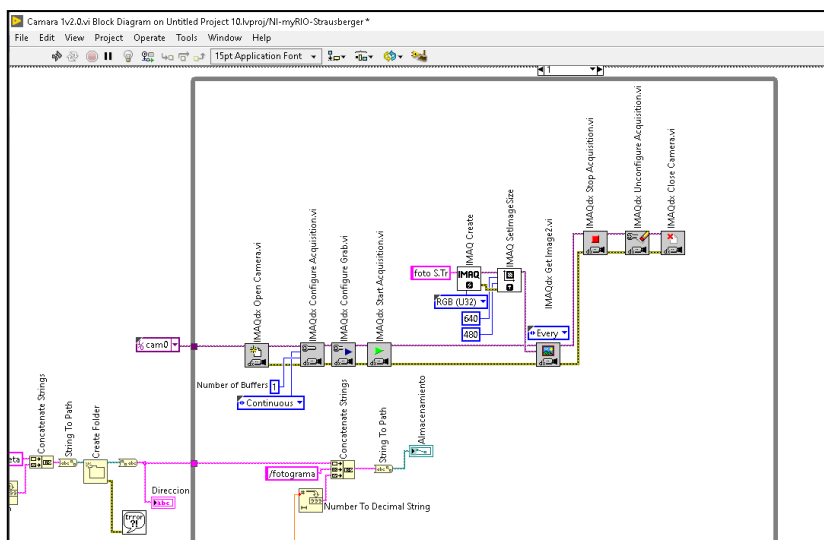 Camara 1v2.0.vi Block Diagram on Untitled Project 10.lvproj/NI-myRIO-Strausberger *
File Edit View Project Operate Tools Window Help
15pt Application Font
1
IMAQdx Stop Acquisition.vi
IMAQdx Unconfigure Acquisition.vi
IMAQdx Close Camera.vi
IMAQ Create
IMAQ SetImageSize
IMAQdx Get Image2.vi
IMAQdx Open Camera.vi
IMAQdx Configure Acquisition.vi
IMAQdx Configure Grab.vi
IMAQdx Start Acquisition.vi
foto S.Tr
IMAQ
RGB (U32)
640
480
Every
cam0
Number of Buffers 1
Continuous
Concatenate Strings
String To Path
Create Folder
Concatenate Strings
String To Path
Almacenamiento
eta
abc
Direccion
abc
/fotograma
abc
Number To Decimal String
Error
?!